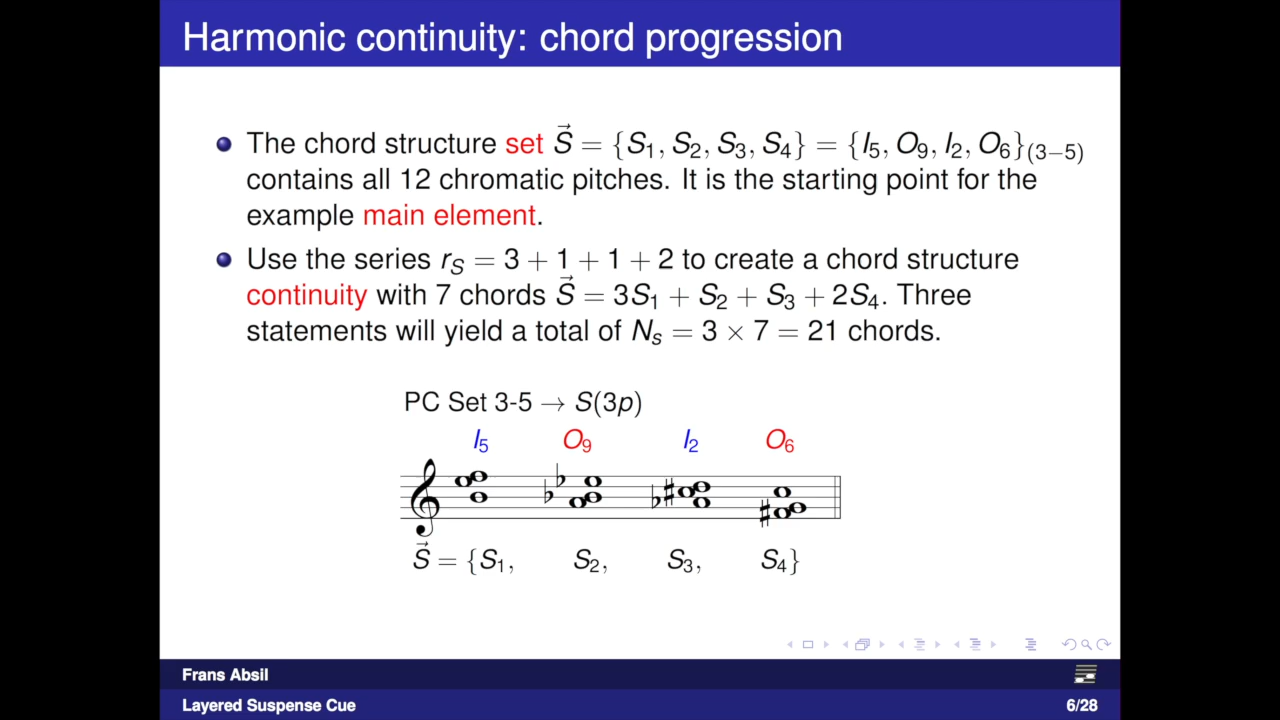 Harmonic continuity: chord progression
The chord structure set S⃗ = {S₁, S₂, S₃, S₄} = {I₅, O₉, I₂, O₆}₍₃₋₅₎
contains all 12 chromatic pitches. It is the starting point for the
example main element.
Use the series r_S = 3 + 1 + 1 + 2 to create a chord structure
continuity with 7 chords S⃗ = 3S₁ + S₂ + S₃ + 2S₄. Three
statements will yield a total of N_s = 3 × 7 = 21 chords.
PC Set 3-5 → S(3p)
I₅ O₉ I₂ O₆
S⃗ = {S₁, S₂, S₃, S₄}
Frans Absil
Layered Suspense Cue 6/28